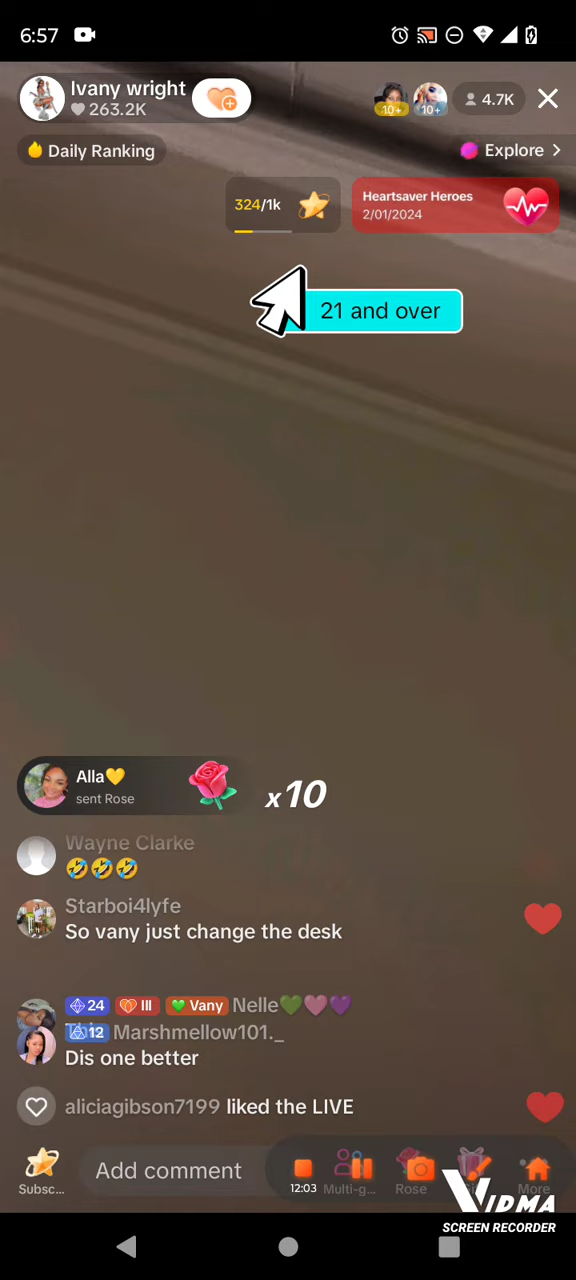 6:57
Ivany wright
263.2K
10+
10+
4.7K
Daily Ranking
Explore >
324/1k
Heartsaver Heroes
2/01/2024
21 and over
Alla💛
sent Rose
x10
Wayne Clarke
🤣🤣🤣
Starboi4lyfe
So vany just change the desk
24 III Vany Nelle💚🩷💜
12 Marshmallow101._
Dis one better
aliciagibson7199 liked the LIVE
Add comment
Subsc...
12:03
Multi-g...
Rose
More
VIDMA
SCREEN RECORDER